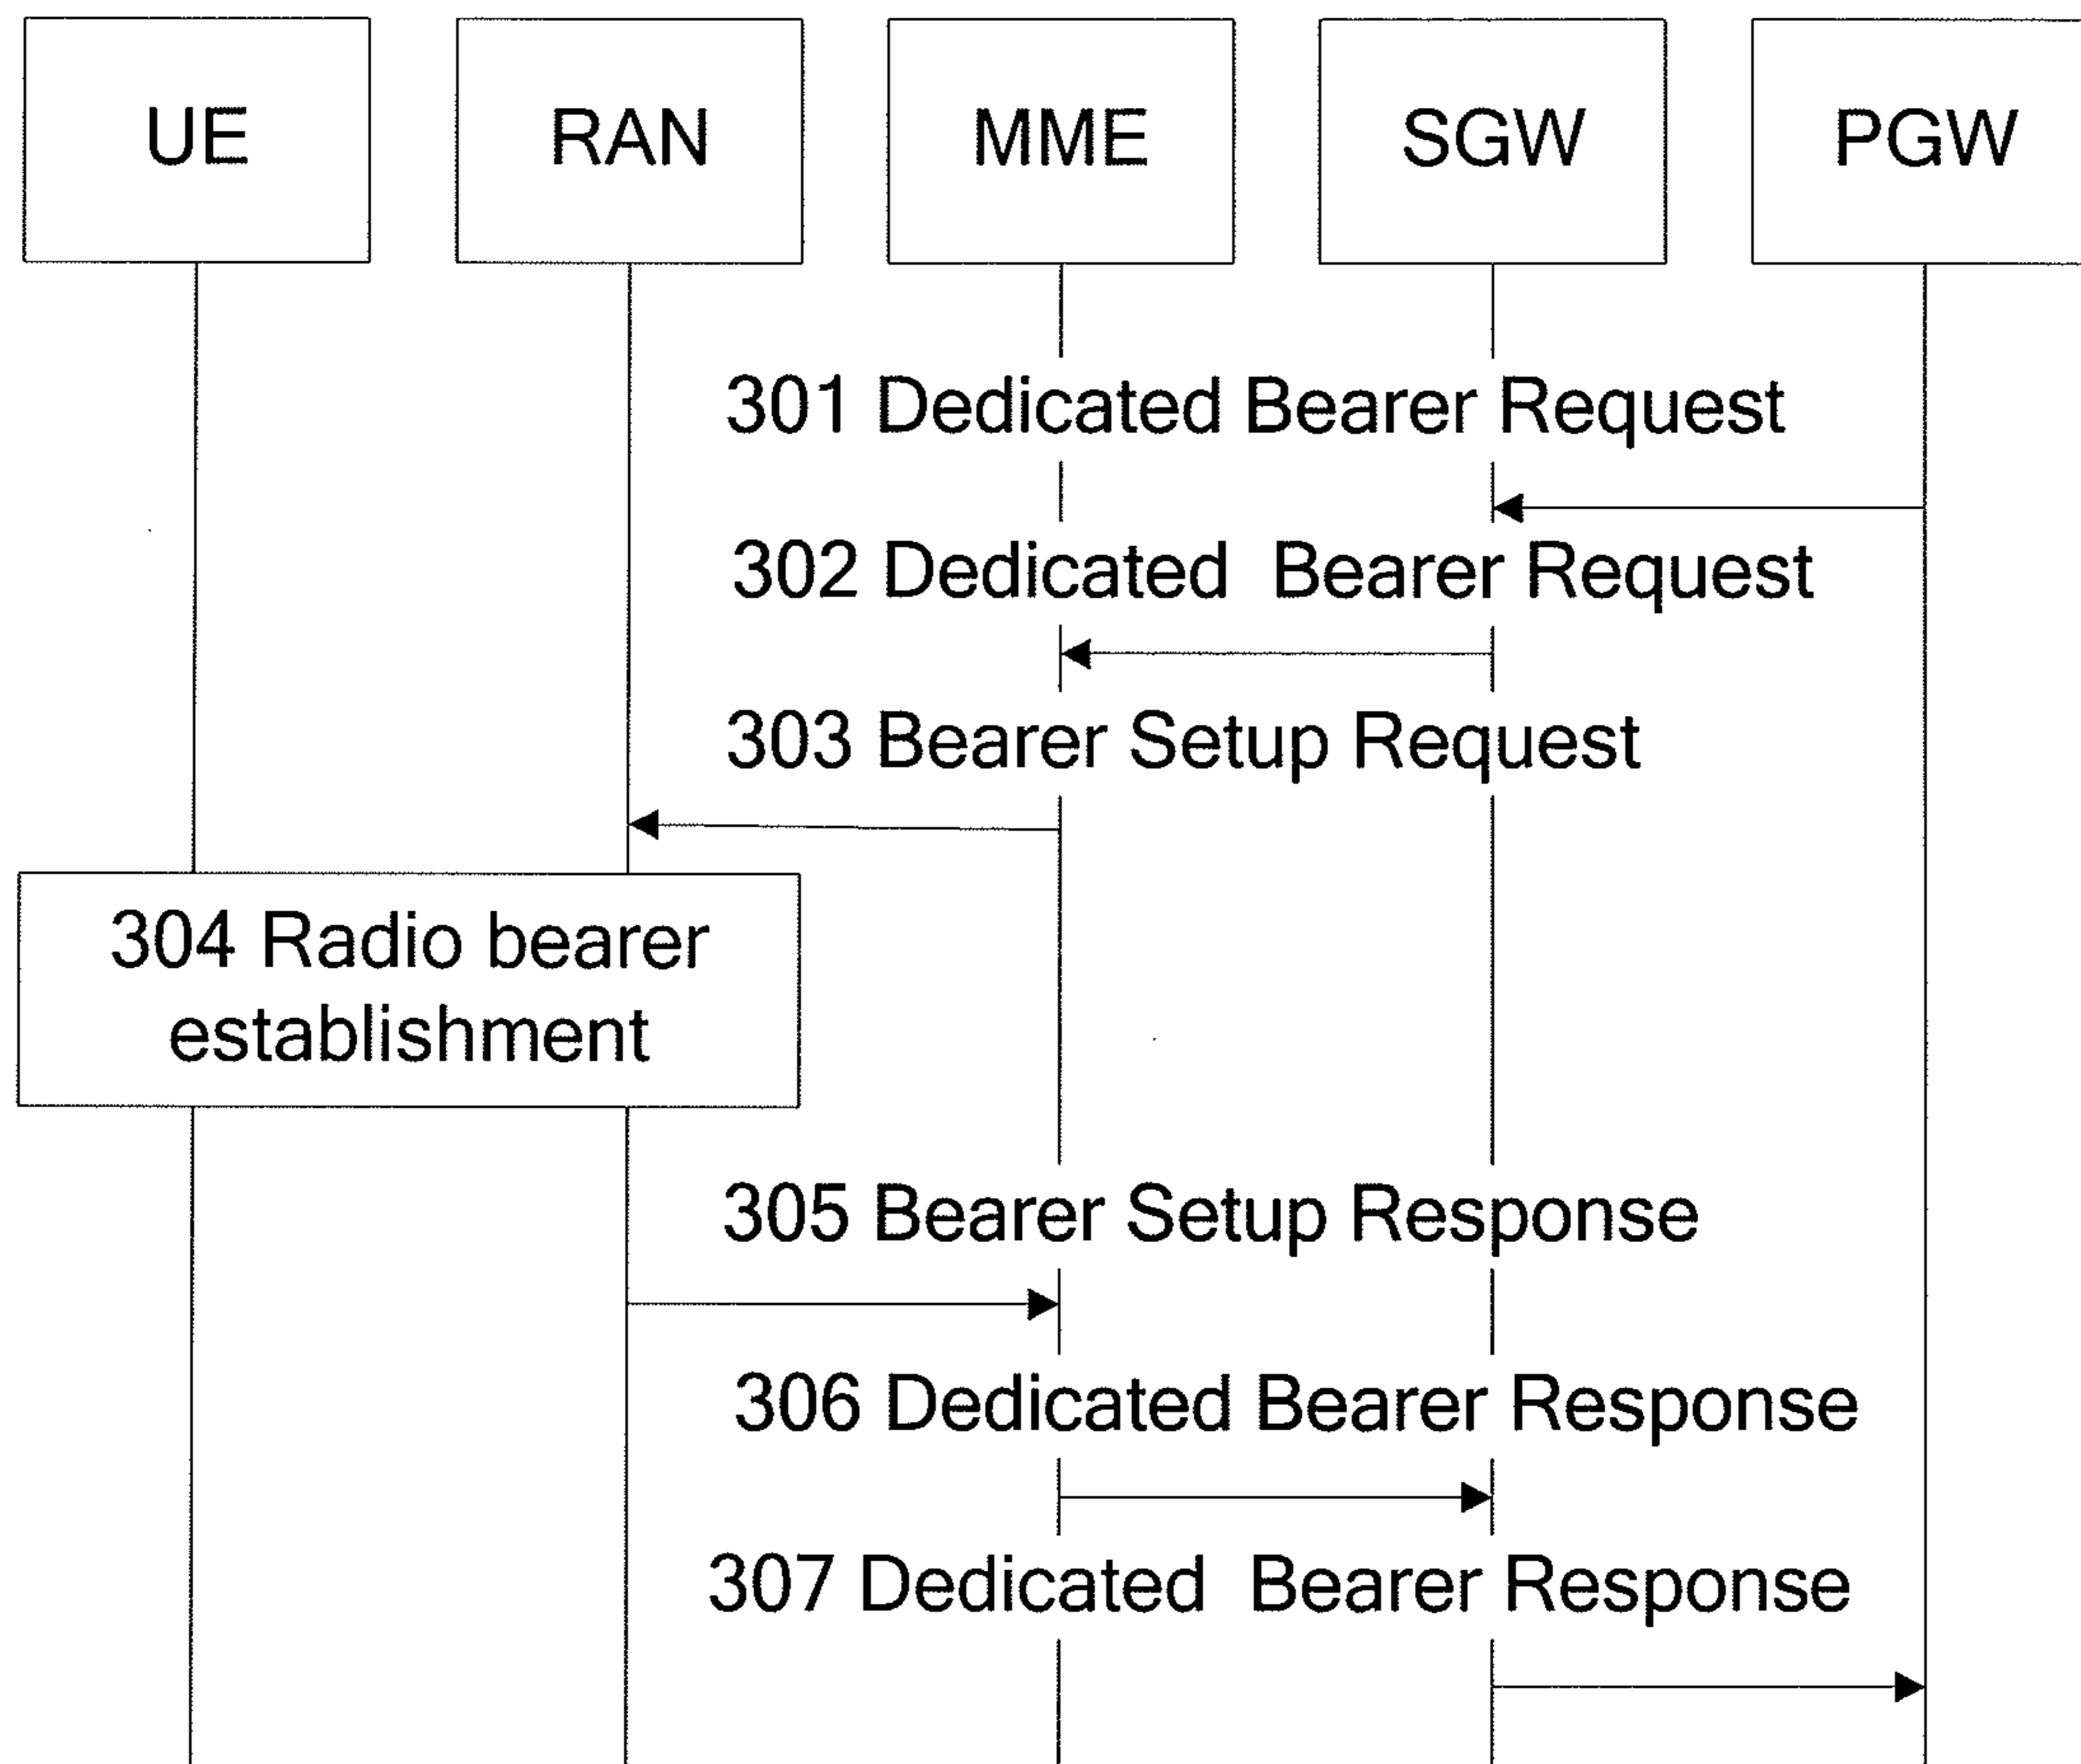 UE
RAN
MME
SGW
PGW
301 Dedicated Bearer Request
302 Dedicated Bearer Request
303 Bearer Setup Request
304 Radio bearer
establishment
305 Bearer Setup Response
306 Dedicated Bearer Response
307 Dedicated Bearer Response